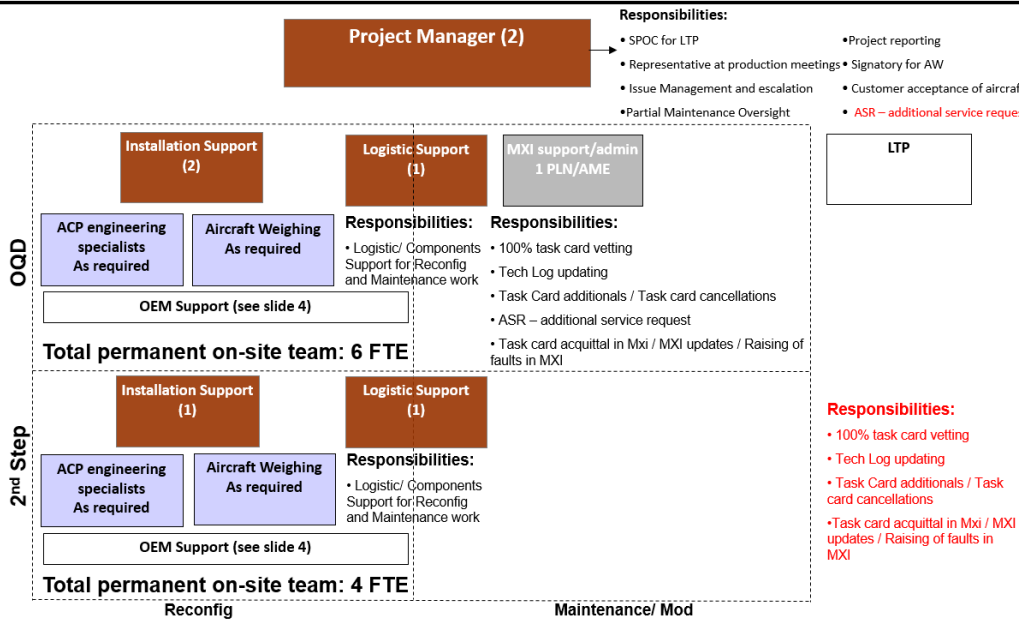 Project Manager (2)
Responsibilities:
• SPOC for LTP
• Representative at production meetings
• Issue Management and escalation
•Partial Maintenance Oversight
•Project reporting
• Signatory for AW
• Customer acceptance of aircraf
• ASR – additional service reques
OQD
Installation Support
(2)
Logistic Support
(1)
MXI support/admin
1 PLN/AME
LTP
ACP engineering
specialists
As required
Aircraft Weighing
As required
OEM Support (see slide 4)
Responsibilities:
• Logistic/ Components
Support for Reconfig
and Maintenance work
Responsibilities:
• 100% task card vetting
• Tech Log updating
• Task Card additionals / Task card cancellations
• ASR – additional service request
• Task card acquittal in Mxi / MXI updates / Raising of
faults in MXI
Total permanent on-site team: 6 FTE
2nd Step
Installation Support
(1)
Logistic Support
(1)
ACP engineering
specialists
As required
Aircraft Weighing
As required
OEM Support (see slide 4)
Responsibilities:
• Logistic/ Components
Support for Reconfig
and Maintenance work
Total permanent on-site team: 4 FTE
Responsibilities:
• 100% task card vetting
• Tech Log updating
• Task Card additionals / Task
card cancellations
•Task card acquittal in Mxi / MXI
updates / Raising of faults in
MXI
Reconfig
Maintenance/ Mod